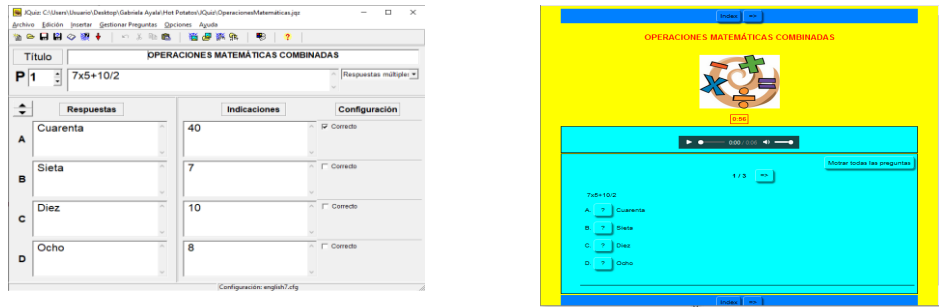 JQuiz: C:\Users\Usuario\Desktop\Gabriela Ayala\Hot Potatos\JQuiz\OperacionesMatemáticas.jqz
Archivo Edición Insertar Gestionar Preguntas Opciones Ayuda
Título
OPERACIONES MATEMÁTICAS COMBINADAS
P 1
7x5+10/2
Respuestas múltiples
Respuestas
Indicaciones
Configuración
A
Cuarenta
40
Correcto
B
Sieta
7
Correcto
C
Diez
10
Correcto
D
Ocho
8
Correcto
Configuración: english7.cfg
Index =>
OPERACIONES MATEMÁTICAS COMBINADAS
0:56
0:00 / 0:06
Motrar todas las preguntas
1 / 3 =>
7x5+10/2
A. ? Cuarenta
B. ? Sieta
C. ? Diez
D. ? Ocho
Index =>